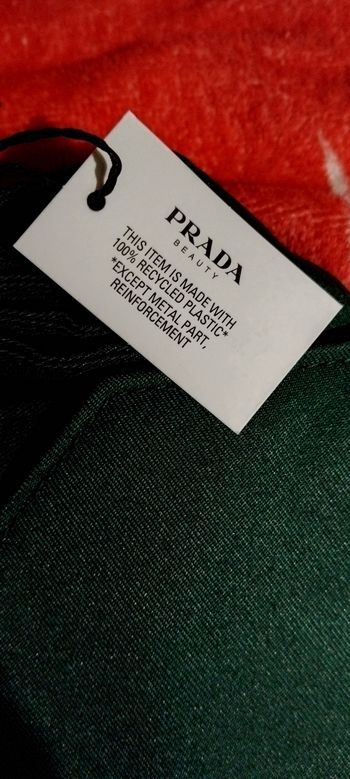 PRADA
BEAUTY
THIS ITEM IS MADE WITH
100% RECYCLED PLASTIC*
*EXCEPT METAL PART,
REINFORCEMENT